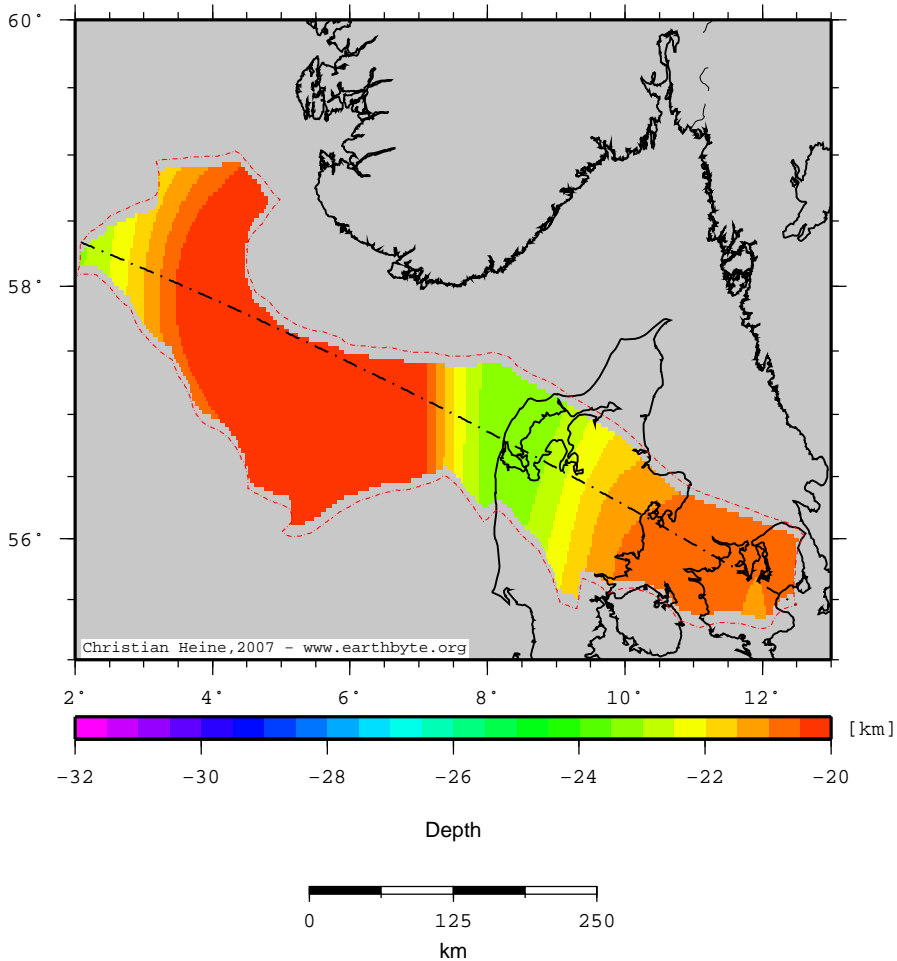 60˚
58˚
56˚
Christian Heine,2007 - www.earthbyte.org
2˚ 4˚ 6˚ 8˚ 10˚ 12˚
[km]
−32 −30 −28 −26 −24 −22 −20
Depth
0 125 250
km